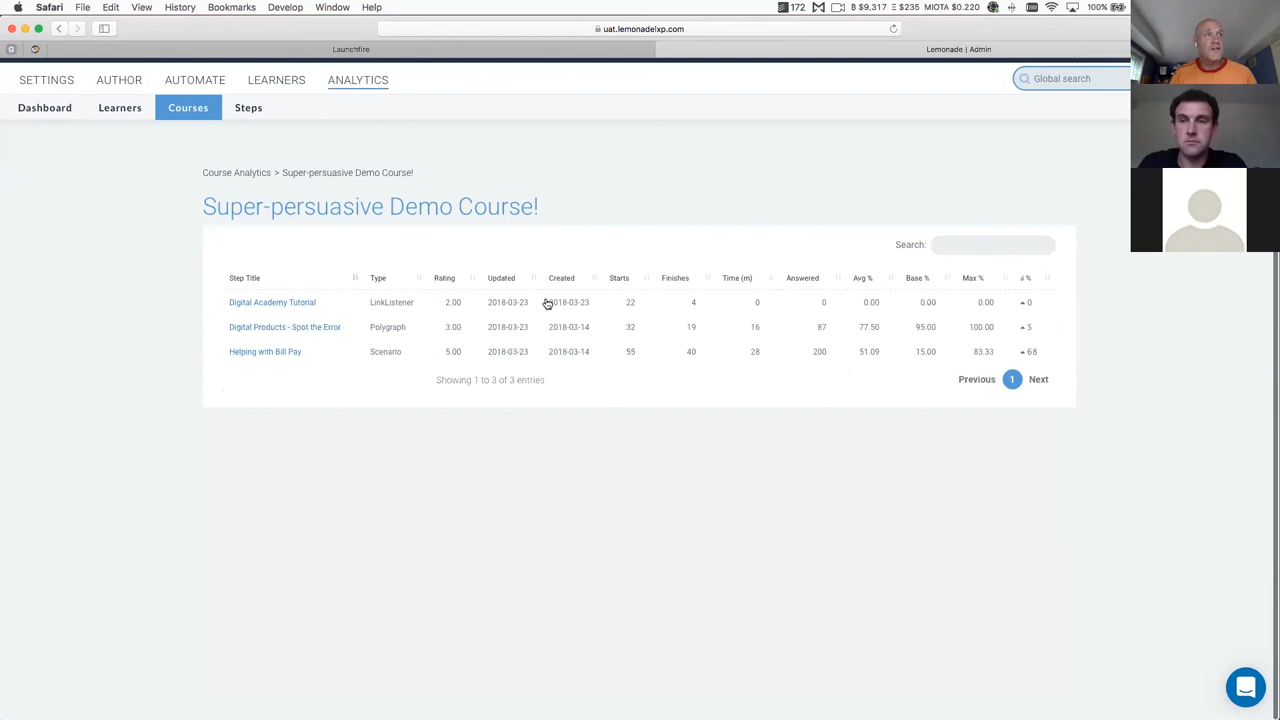 Safari File Edit View History Bookmarks Develop Window Help 172 B $9,317 Ξ $235 MIOTA $0.220 100%
uat.lemonadelxp.com
G Launchfire Lemonade | Admin
SETTINGS AUTHOR AUTOMATE LEARNERS ANALYTICS Global search
Dashboard Learners Courses Steps
Course Analytics > Super-persuasive Demo Course!
Super-persuasive Demo Course!
Search:
Step Title Type Rating Updated Created Starts Finishes Time (m) Answered Avg % Base % Max % %
Digital Academy Tutorial LinkListener 2.00 2018-03-23 2018-03-23 22 4 0 0 0.00 0.00 0.00 0
Digital Products - Spot the Error Polygraph 3.00 2018-03-23 2018-03-14 32 19 16 87 77.50 95.00 100.00 5
Helping with Bill Pay Scenario 5.00 2018-03-23 2018-03-14 55 40 28 200 51.09 15.00 83.33 68
Showing 1 to 3 of 3 entries Previous 1 Next